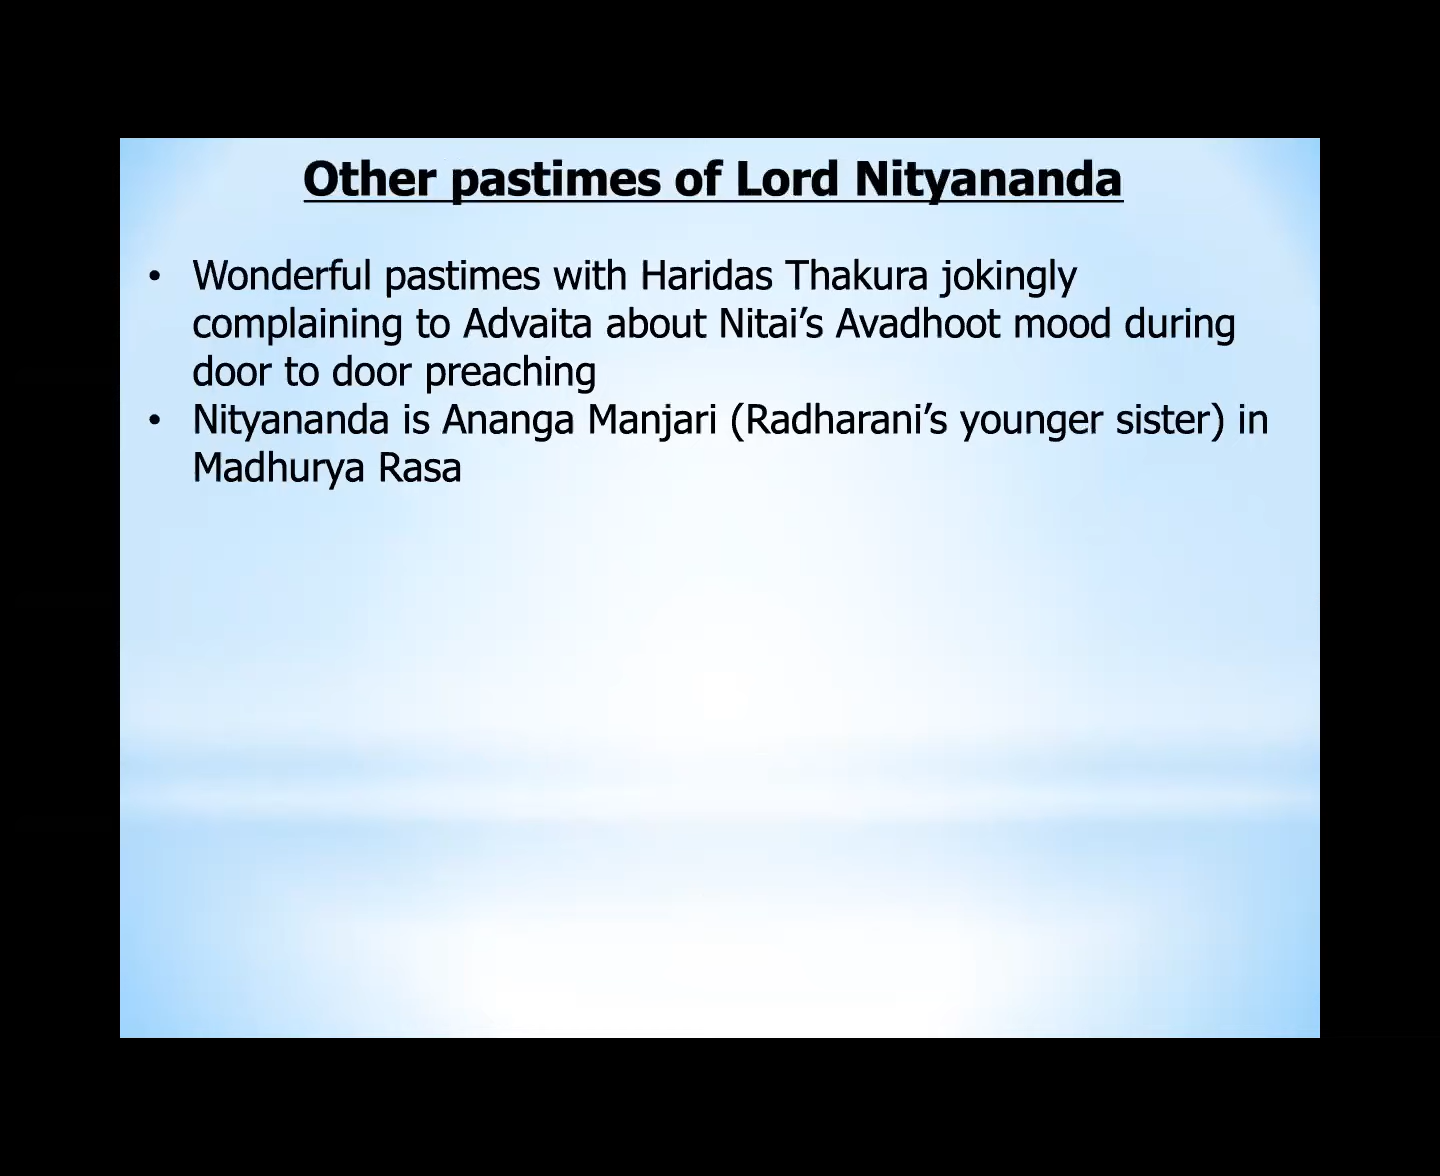 Other pastimes of Lord Nityananda
• Wonderful pastimes with Haridas Thakura jokingly
complaining to Advaita about Nitai’s Avadhoot mood during
door to door preaching
• Nityananda is Ananga Manjari (Radharani’s younger sister) in
Madhurya Rasa